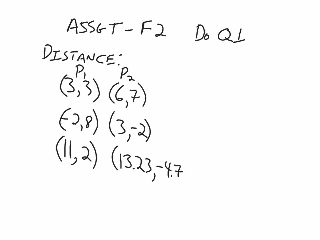 ASSGT-F2 Do Q1
DISTANCE:
P1 P2
(3,3) (6,7)
(-2,8) (3,-2)
(11,2) (13.23,-4.7